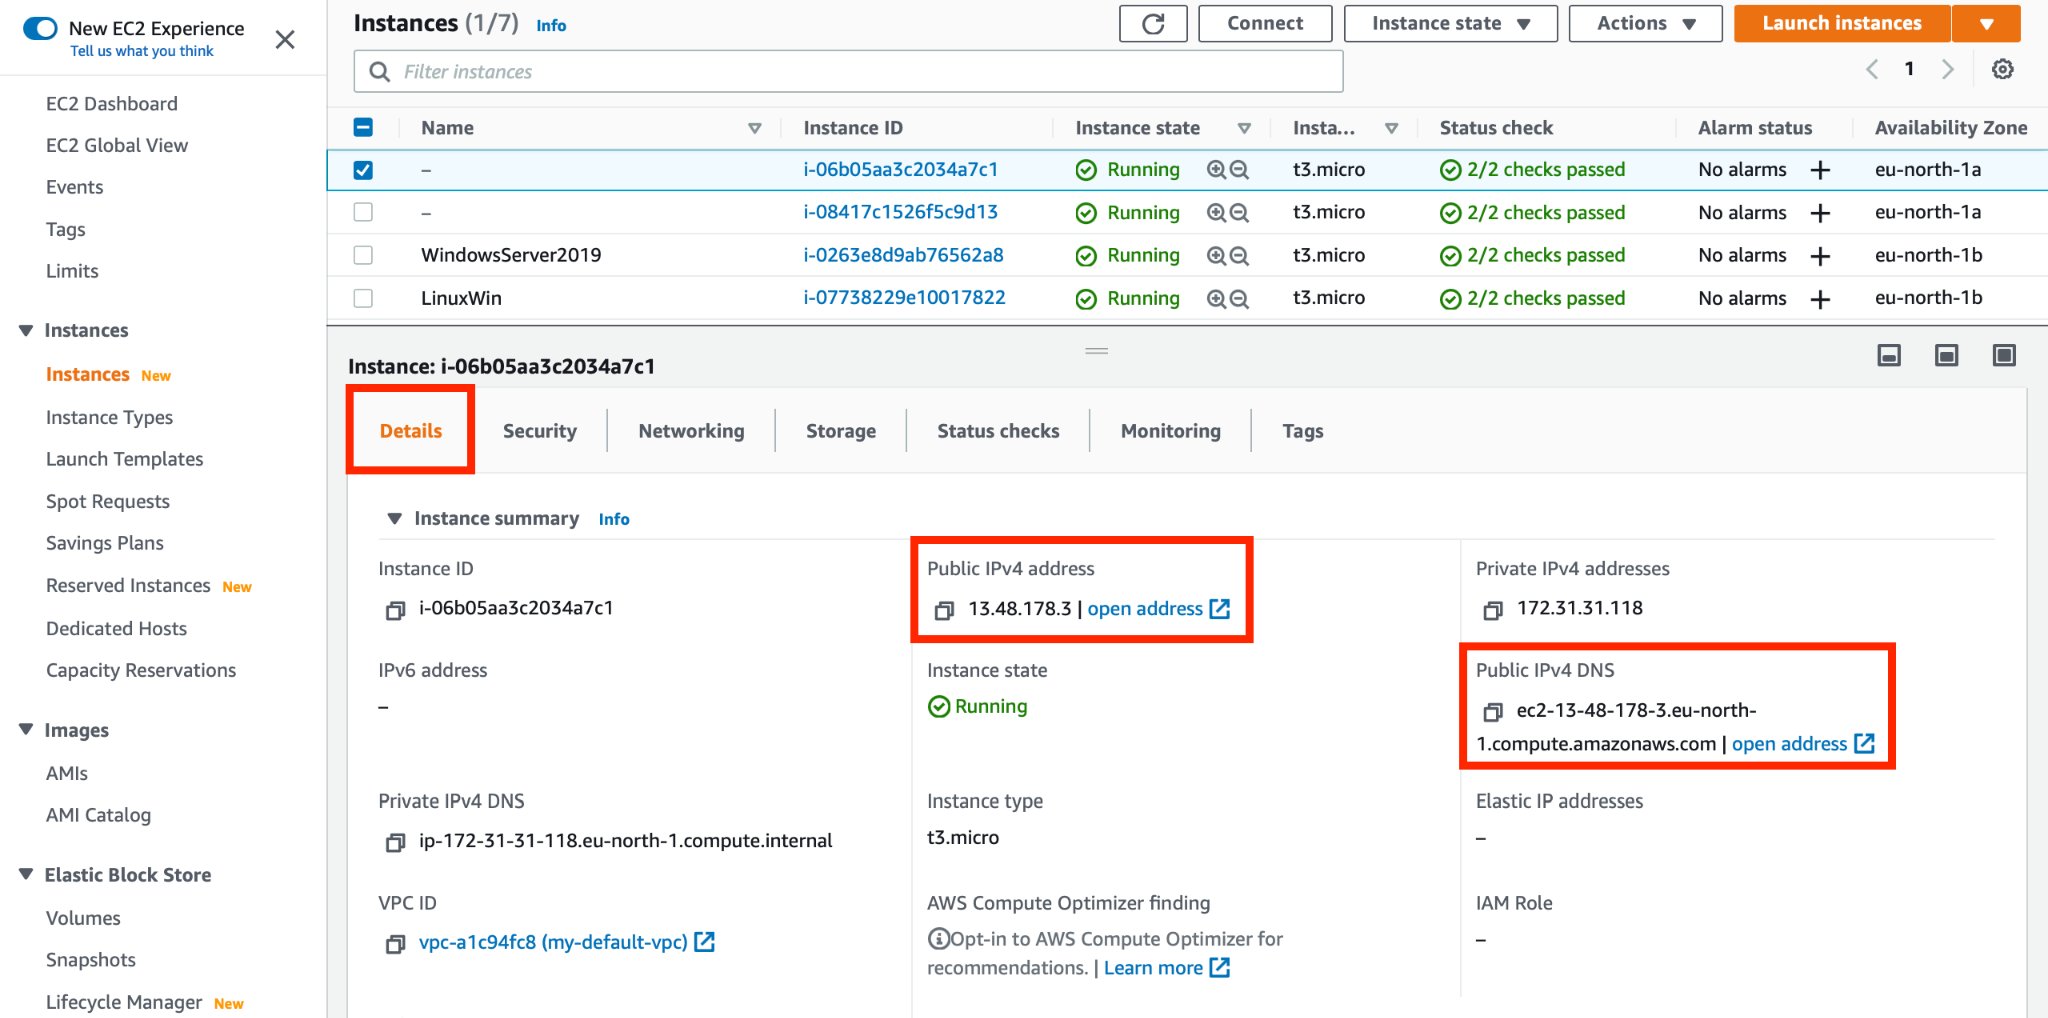 New EC2 Experience
Tell us what you think
EC2 Dashboard
EC2 Global View
Events
Tags
Limits
Instances
Instances New
Instance Types
Launch Templates
Spot Requests
Savings Plans
Reserved Instances New
Dedicated Hosts
Capacity Reservations
Images
AMIs
AMI Catalog
Elastic Block Store
Volumes
Snapshots
Lifecycle Manager New
Instances (1/7) Info
Connect
Instance state
Actions
Launch instances
Filter instances
1
Name Instance ID Instance state Insta... Status check Alarm status Availability Zone
– i-06b05aa3c2034a7c1 Running t3.micro 2/2 checks passed No alarms + eu-north-1a
– i-08417c1526f5c9d13 Running t3.micro 2/2 checks passed No alarms + eu-north-1a
WindowsServer2019 i-0263e8d9ab76562a8 Running t3.micro 2/2 checks passed No alarms + eu-north-1b
LinuxWin i-07738229e10017822 Running t3.micro 2/2 checks passed No alarms + eu-north-1b
Instance: i-06b05aa3c2034a7c1
Details Security Networking Storage Status checks Monitoring Tags
Instance summary Info
Instance ID
i-06b05aa3c2034a7c1
Public IPv4 address
13.48.178.3 | open address
Private IPv4 addresses
172.31.31.118
IPv6 address
–
Instance state
Running
Public IPv4 DNS
ec2-13-48-178-3.eu-north-
1.compute.amazonaws.com | open address
Private IPv4 DNS
ip-172-31-31-118.eu-north-1.compute.internal
Instance type
t3.micro
Elastic IP addresses
–
VPC ID
vpc-a1c94fc8 (my-default-vpc)
AWS Compute Optimizer finding
Opt-in to AWS Compute Optimizer for
recommendations. | Learn more
IAM Role
–